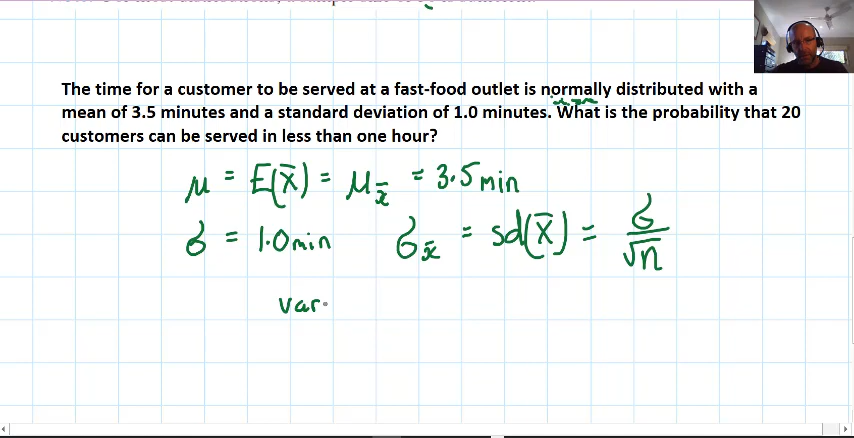 The time for a customer to be served at a fast-food outlet is normally distributed with a
mean of 3.5 minutes and a standard deviation of 1.0 minutes. What is the probability that 20
customers can be served in less than one hour?
μ = E(X̄) = μx̄ = 3.5 min
σ = 1.0 min σx̄ = sd(X̄) = σ/√n
var